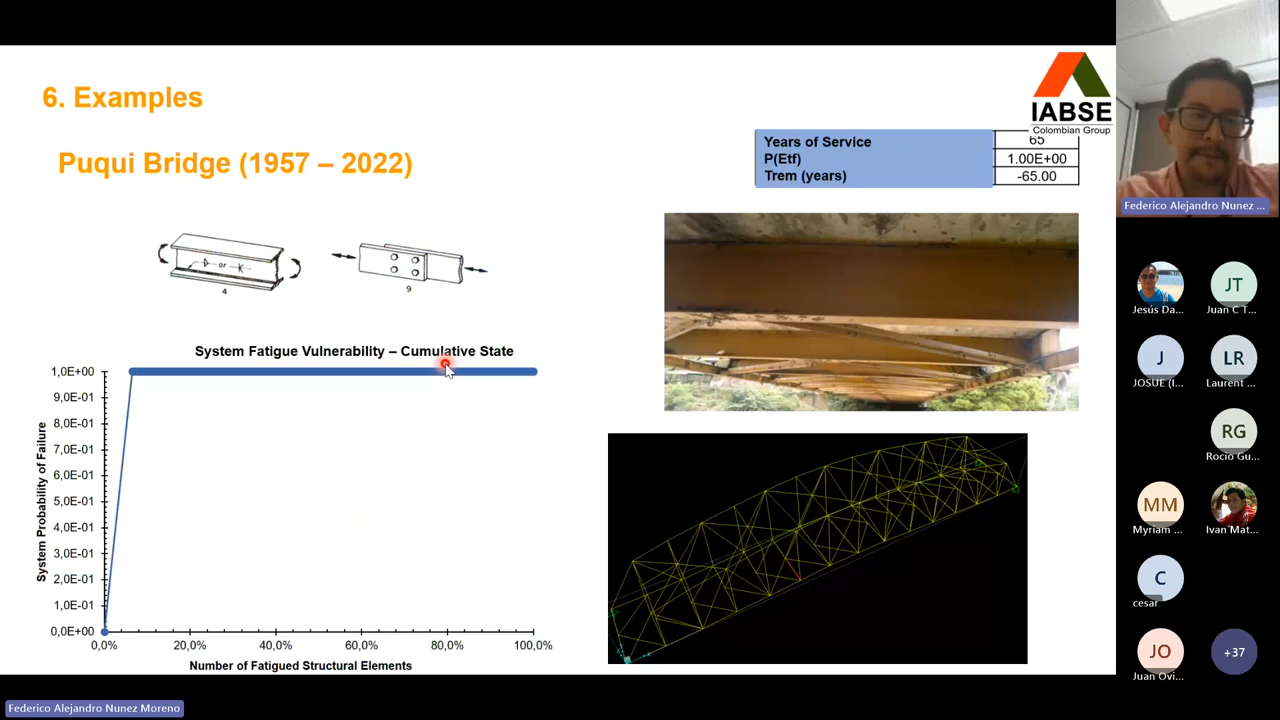 6. Examples
IABSE
Colombian Group
Puqui Bridge (1957 – 2022)
Years of Service 65
P(Etf) 1.00E+00
Trem (years) -65.00
Federico Alejandro Nunez ...
D or K
4
9
System Fatigue Vulnerability – Cumulative State
1,0E+00
9,0E-01
8,0E-01
7,0E-01
6,0E-01
5,0E-01
4,0E-01
3,0E-01
2,0E-01
1,0E-01
0,0E+00
System Probability of Failure
0,0% 20,0% 40,0% 60,0% 80,0% 100,0%
Number of Fatigued Structural Elements
Jesús Da...
JT
Juan C T...
J
JOSUE (I...
LR
Laurent ...
RG
Rocio Gu...
MM
Myriam ...
Ivan Mat...
C
cesar
JO
Juan Ovi...
+37
Federico Alejandro Nunez Moreno